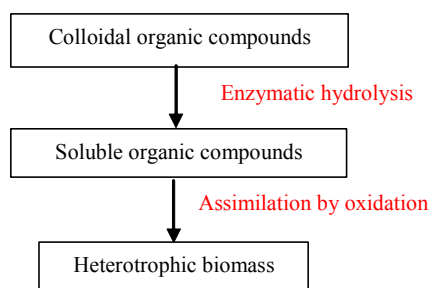 Colloidal organic compounds
Enzymatic hydrolysis
Soluble organic compounds
Assimilation by oxidation
Heterotrophic biomass